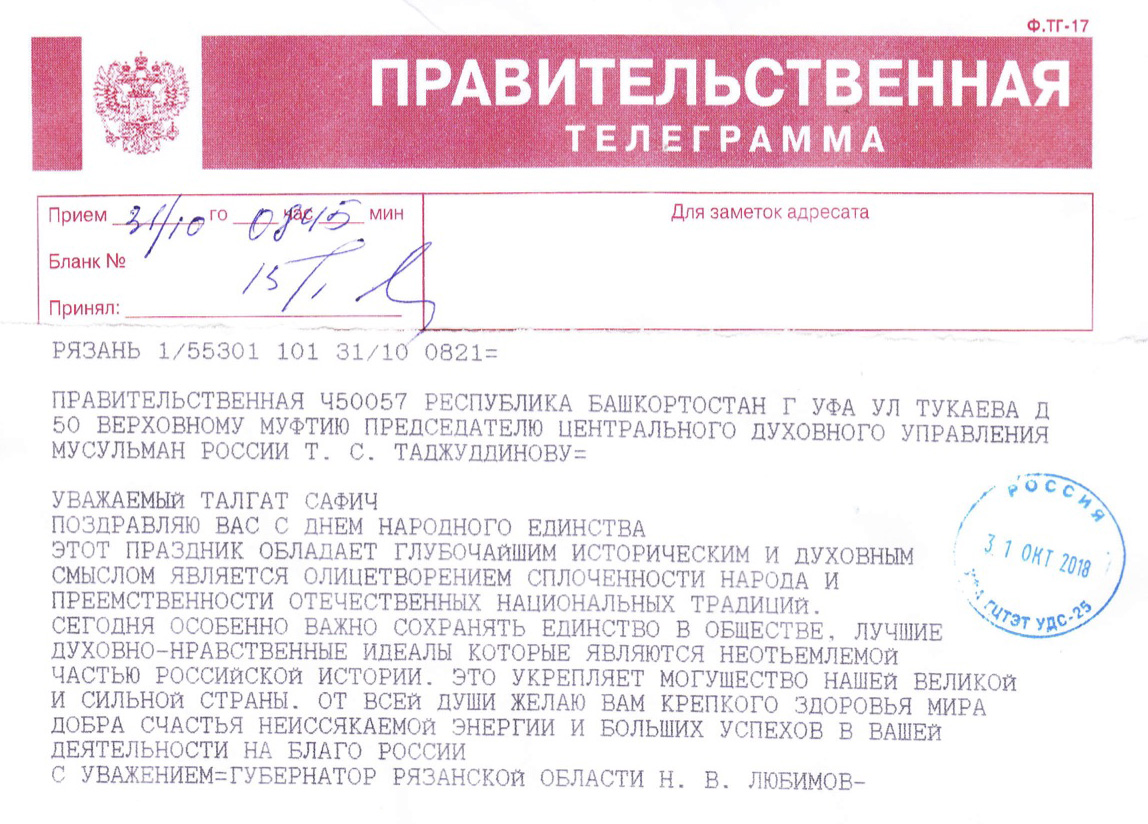 Ф.ТГ-17
ПРАВИТЕЛЬСТВЕННАЯ
ТЕЛЕГРАММА
Прием 31/10 го час 0845 мин
Для заметок адресата
Бланк №
Принял:
РЯЗАНЬ 1/55301 101 31/10 0821=
ПРАВИТЕЛЬСТВЕННАЯ Ч50057 РЕСПУБЛИКА БАШКОРТОСТАН Г УФА УЛ ТУКАЕВА Д
50 ВЕРХОВНОМУ МУФТИЮ ПРЕДСЕДАТЕЛЮ ЦЕНТРАЛЬНОГО ДУХОВНОГО УПРАВЛЕНИЯ
МУСУЛЬМАН РОССИИ Т. С. ТАДЖУДДИНОВУ=
УВАЖАЕМЫЙ ТАЛГАТ САФИЧ
ПОЗДРАВЛЯЮ ВАС С ДНЕМ НАРОДНОГО ЕДИНСТВА
ЭТОТ ПРАЗДНИК ОБЛАДАЕТ ГЛУБОЧАЙШИМ ИСТОРИЧЕСКИМ И ДУХОВНЫМ
СМЫСЛОМ ЯВЛЯЕТСЯ ОЛИЦЕТВОРЕНИЕМ СПЛОЧЕННОСТИ НАРОДА И
ПРЕЕМСТВЕННОСТИ ОТЕЧЕСТВЕННЫХ НАЦИОНАЛЬНЫХ ТРАДИЦИЙ.
СЕГОДНЯ ОСОБЕННО ВАЖНО СОХРАНЯТЬ ЕДИНСТВО В ОБЩЕСТВЕ, ЛУЧШИЕ
ДУХОВНО-НРАВСТВЕННЫЕ ИДЕАЛЫ КОТОРЫЕ ЯВЛЯЮТСЯ НЕОТЬЕМЛЕМОЙ
ЧАСТЬЮ РОССИЙСКОЙ ИСТОРИИ. ЭТО УКРЕПЛЯЕТ МОГУЩЕСТВО НАШЕЙ ВЕЛИКОЙ
И СИЛЬНОЙ СТРАНЫ. ОТ ВСЕЙ ДУШИ ЖЕЛАЮ ВАМ КРЕПКОГО ЗДОРОВЬЯ МИРА
ДОБРА СЧАСТЬЯ НЕИССЯКАЕМОЙ ЭНЕРГИИ И БОЛЬШИХ УСПЕХОВ В ВАШЕЙ
ДЕЯТЕЛЬНОСТИ НА БЛАГО РОССИИ
С УВАЖЕНИЕМ=ГУБЕРНАТОР РЯЗАНСКОЙ ОБЛАСТИ Н. В. ЛЮБИМОВ-
РОССИЯ
31 ОКТ 2018
ГЦТЭТ УДС-25